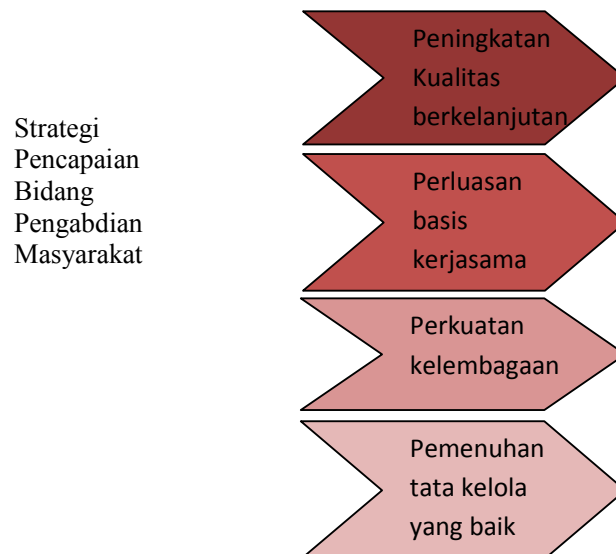 Strategi
Pencapaian
Bidang
Pengabdian
Masyarakat
Peningkatan
Kualitas
berkelanjutan
Perluasan
basis
kerjasama
Perkuatan
kelembagaan
Pemenuhan
tata kelola
yang baik